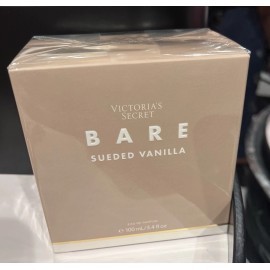 VICTORIA'S
SECRET
BARE
SUEDED VANILLA
100 mL/3.4 fl oz